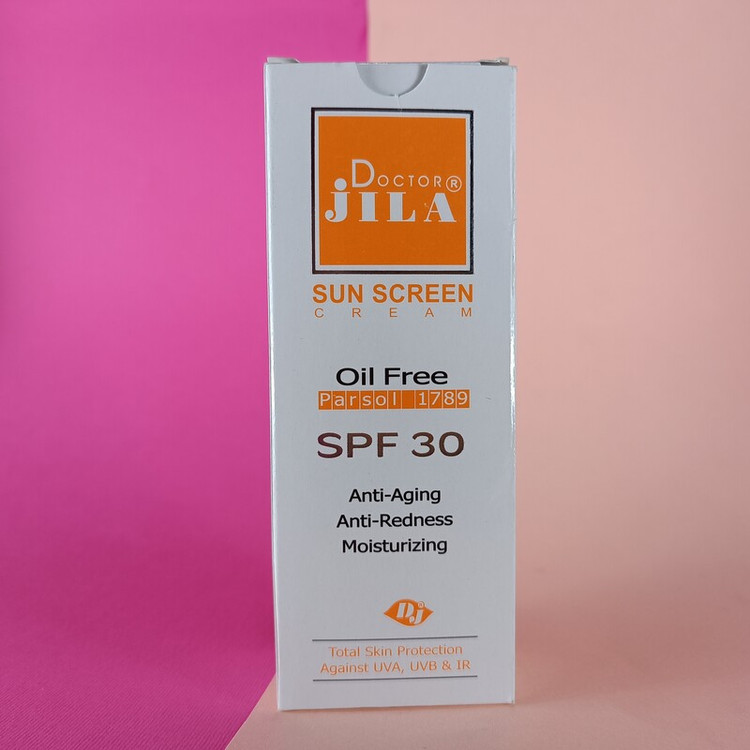 DOCTOR®
JILA
SUN SCREEN
CREAM
Oil Free
Parsol 1789
SPF 30
Anti-Aging
Anti-Redness
Moisturizing
Dj
Total Skin Protection
Against UVA, UVB & IR